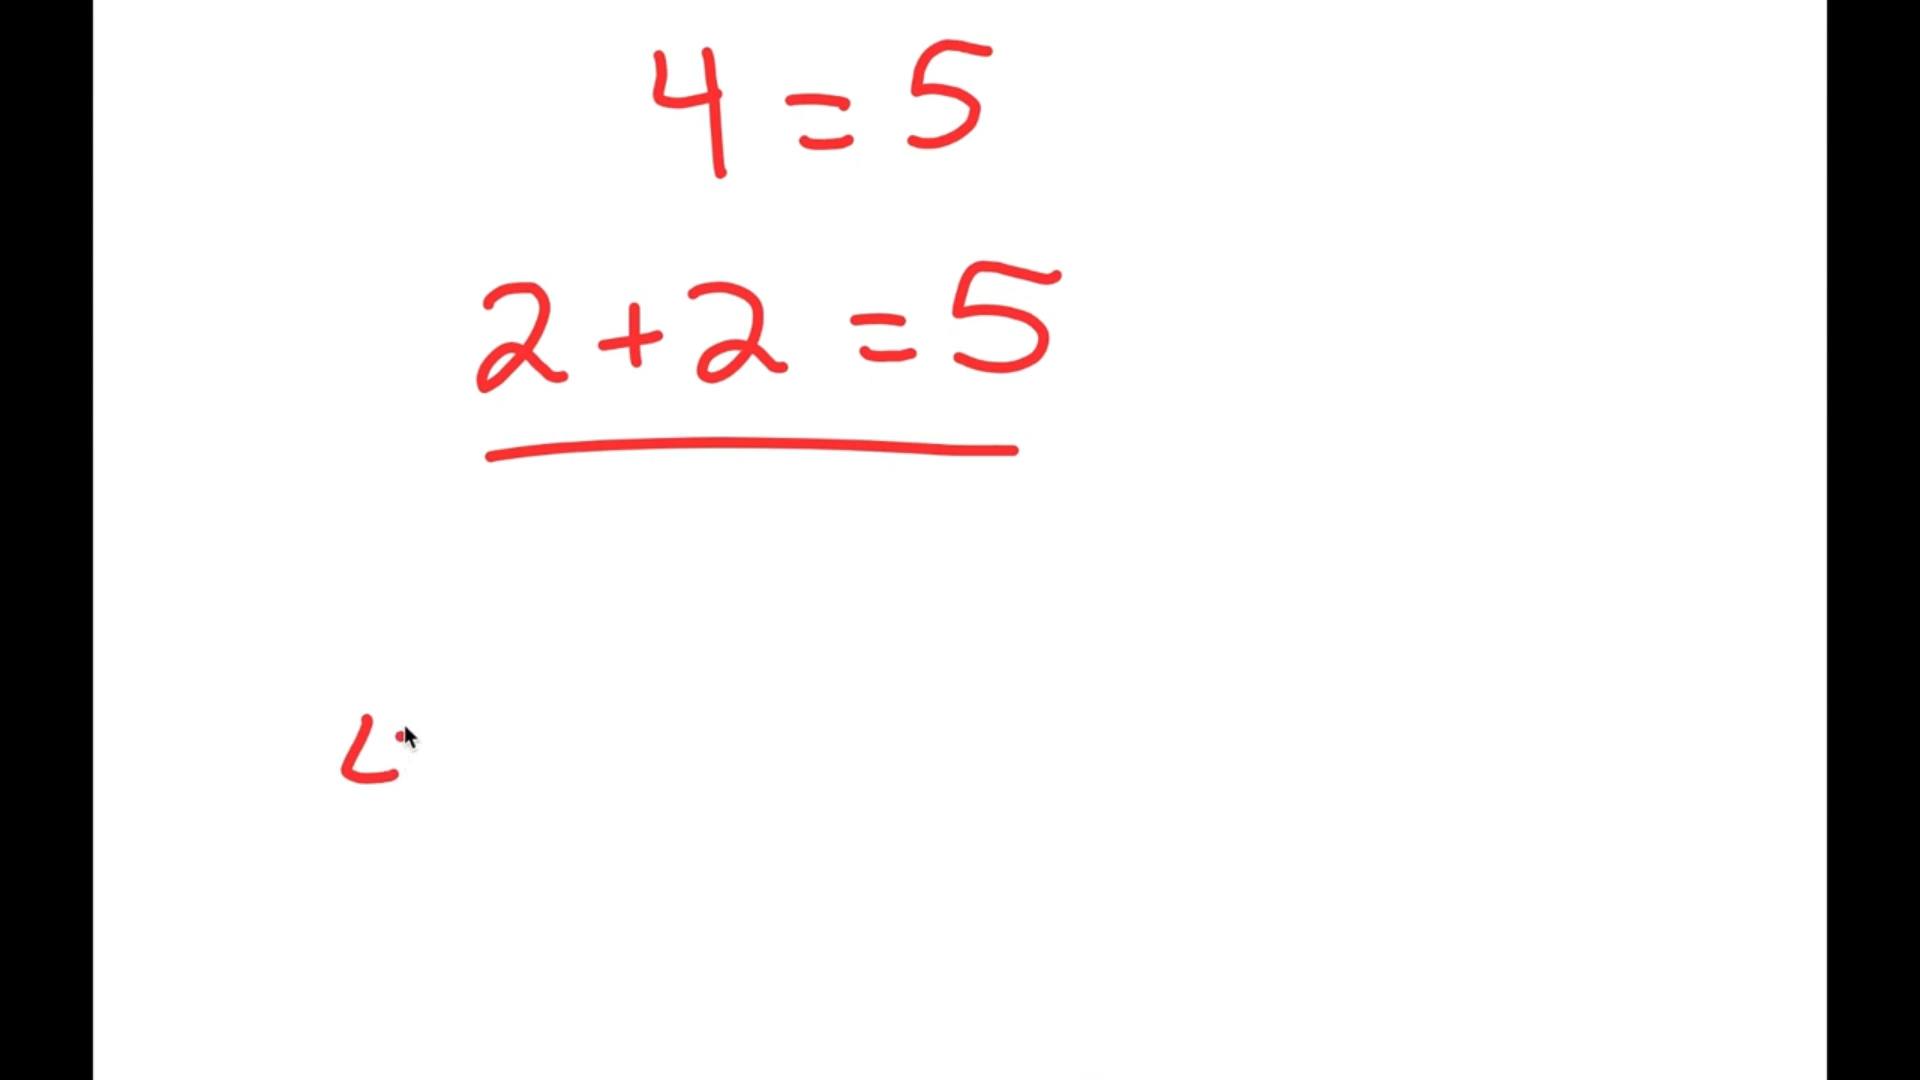 4 = 5
2 + 2 = 5